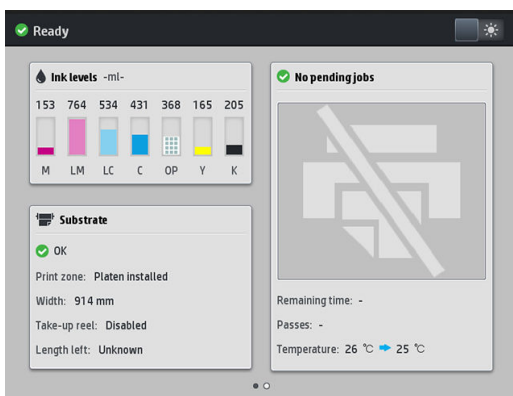 Ready
Ink levels -ml-
153 764 534 431 368 165 205
M LM LC C OP Y K
Substrate
OK
Print zone: Platen installed
Width: 914 mm
Take-up reel: Disabled
Length left: Unknown
No pending jobs
Remaining time: -
Passes: -
Temperature: 26 °C 25 °C